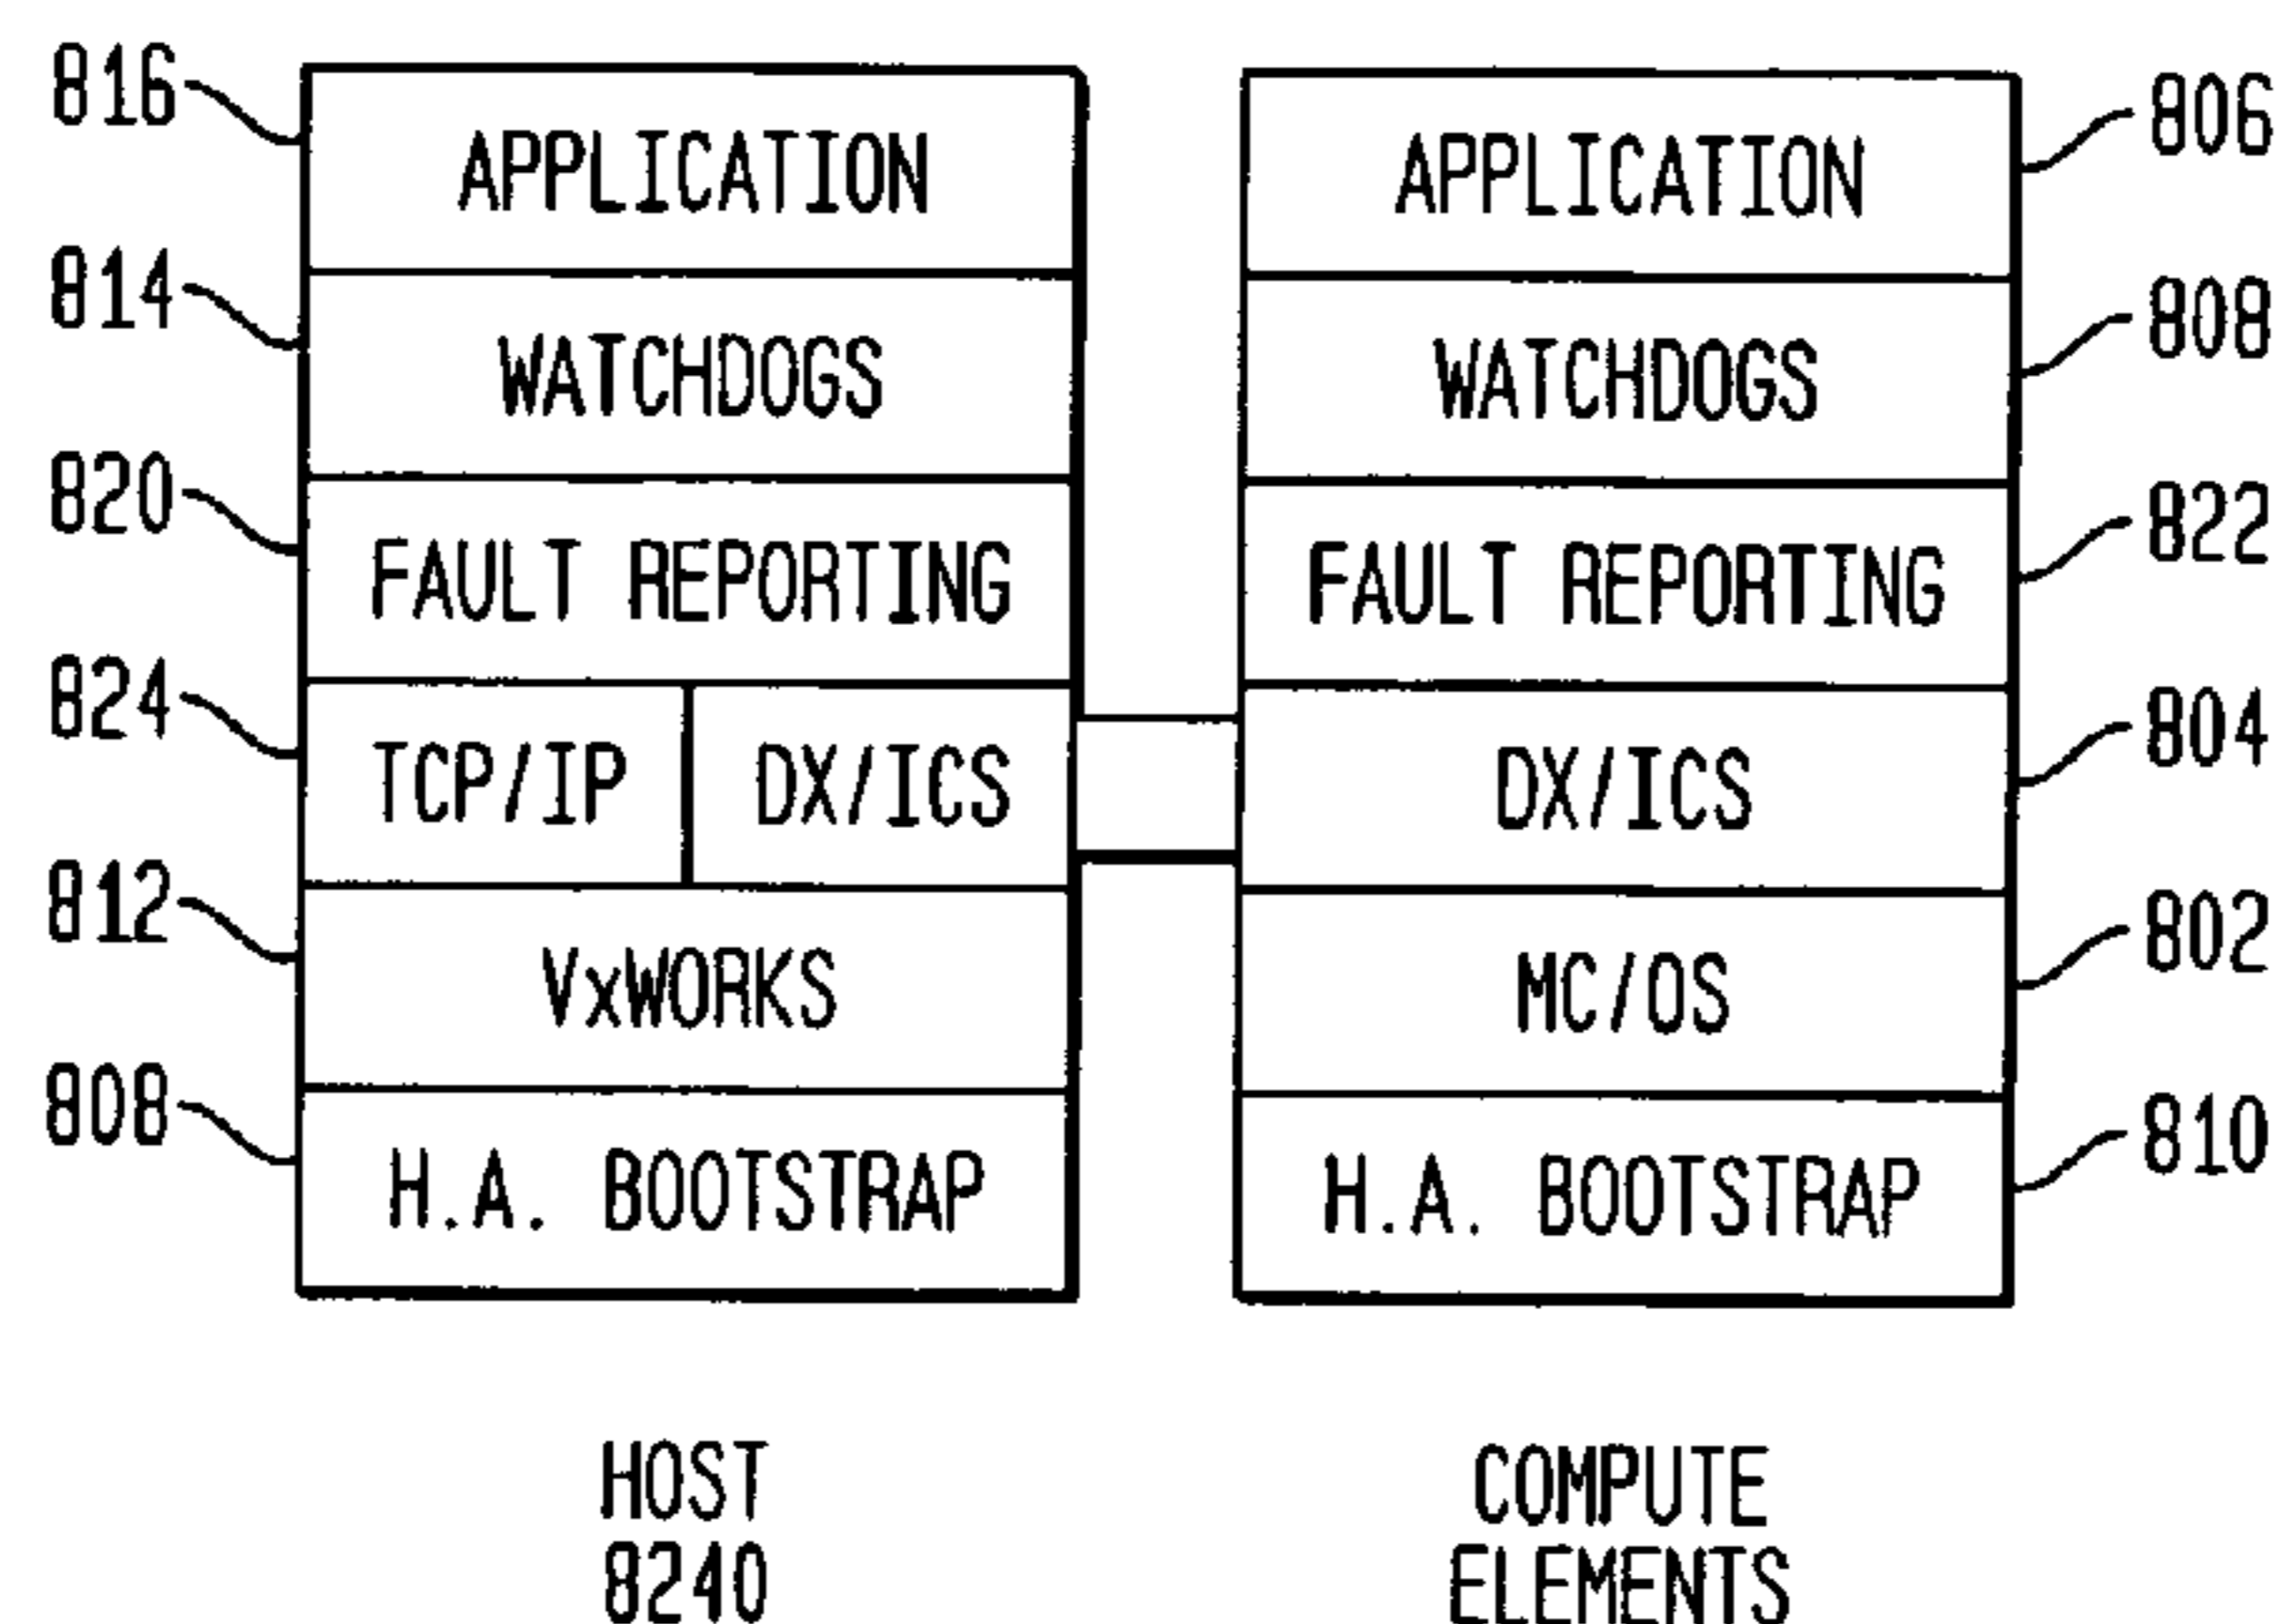 816
APPLICATION
814
WATCHDOGS
820
FAULT REPORTING
824
TCP/IP
DX/ICS
812
VxWORKS
808
H.A. BOOTSTRAP
HOST
8240
APPLICATION
806
WATCHDOGS
808
FAULT REPORTING
822
DX/ICS
804
MC/OS
802
H.A. BOOTSTRAP
810
COMPUTE
ELEMENTS